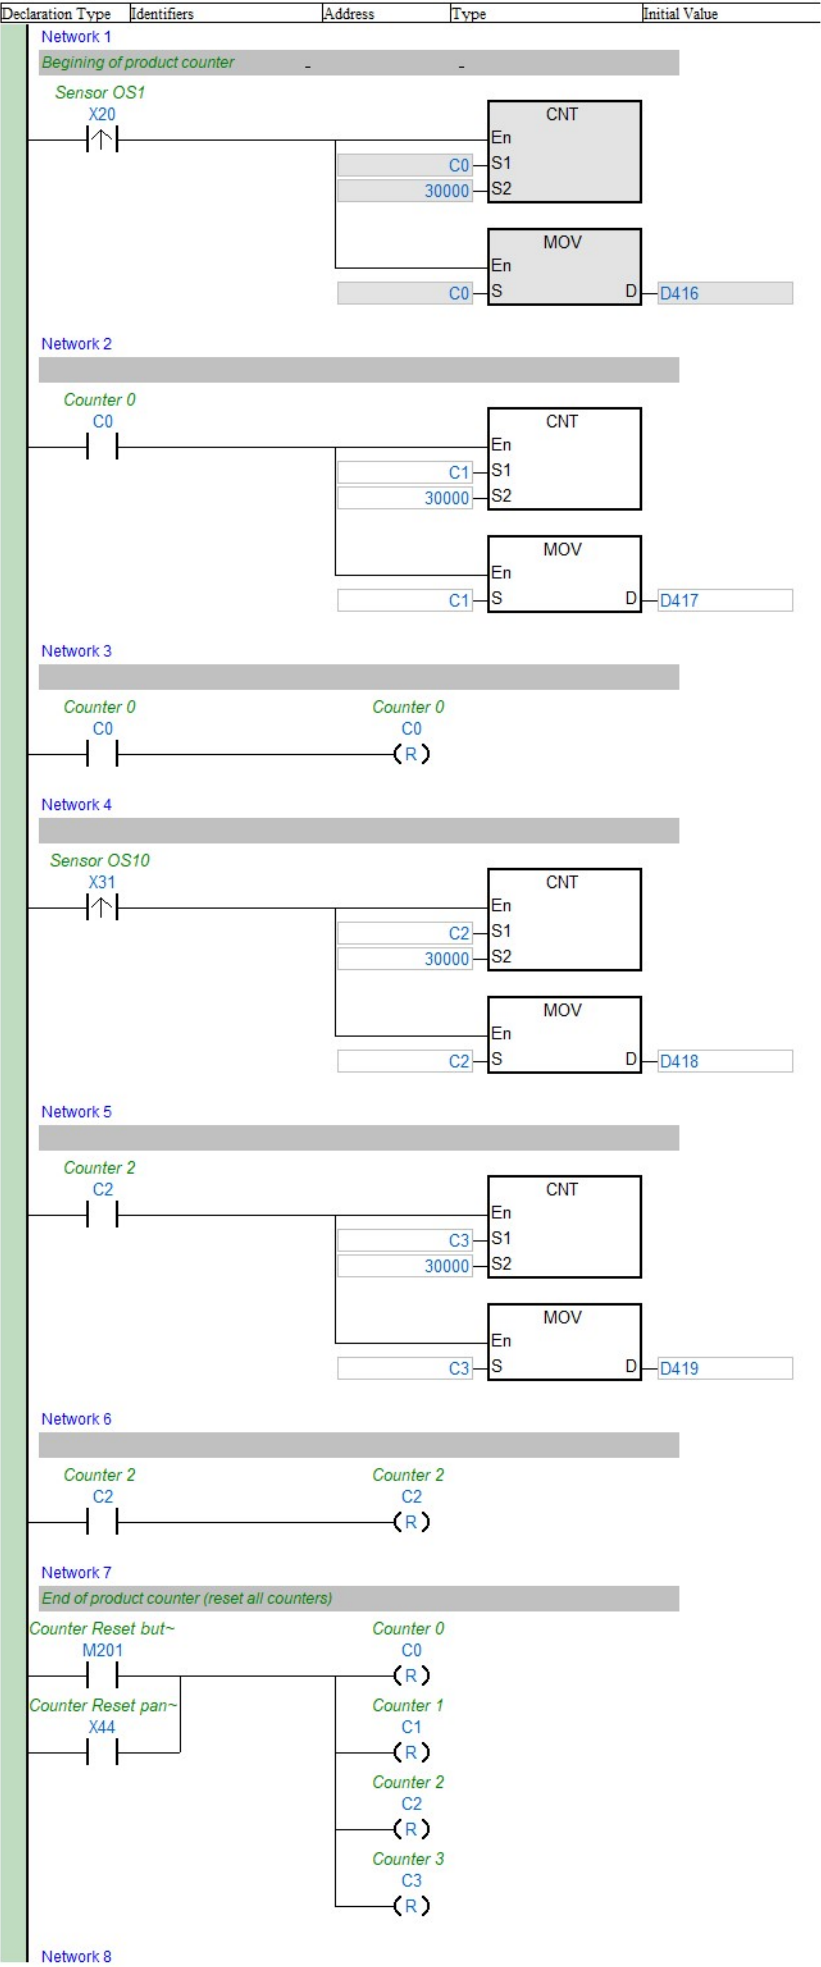 Declaration Type Identifiers Address Type Initial Value
Network 1
Begining of product counter - -
Sensor OS1
X20
CNT
En
C0 S1
30000 S2
MOV
En
C0 S D D416
Network 2
Counter 0
C0
CNT
En
C1 S1
30000 S2
MOV
En
C1 S D D417
Network 3
Counter 0 Counter 0
C0 C0
R
Network 4
Sensor OS10
X31
CNT
En
C2 S1
30000 S2
MOV
En
C2 S D D418
Network 5
Counter 2
C2
CNT
En
C3 S1
30000 S2
MOV
En
C3 S D D419
Network 6
Counter 2 Counter 2
C2 C2
R
Network 7
End of product counter (reset all counters)
Counter Reset but~ Counter 0
M201 C0
R
Counter Reset pan~ Counter 1
X44 C1
R
Counter 2
C2
R
Counter 3
C3
R
Network 8